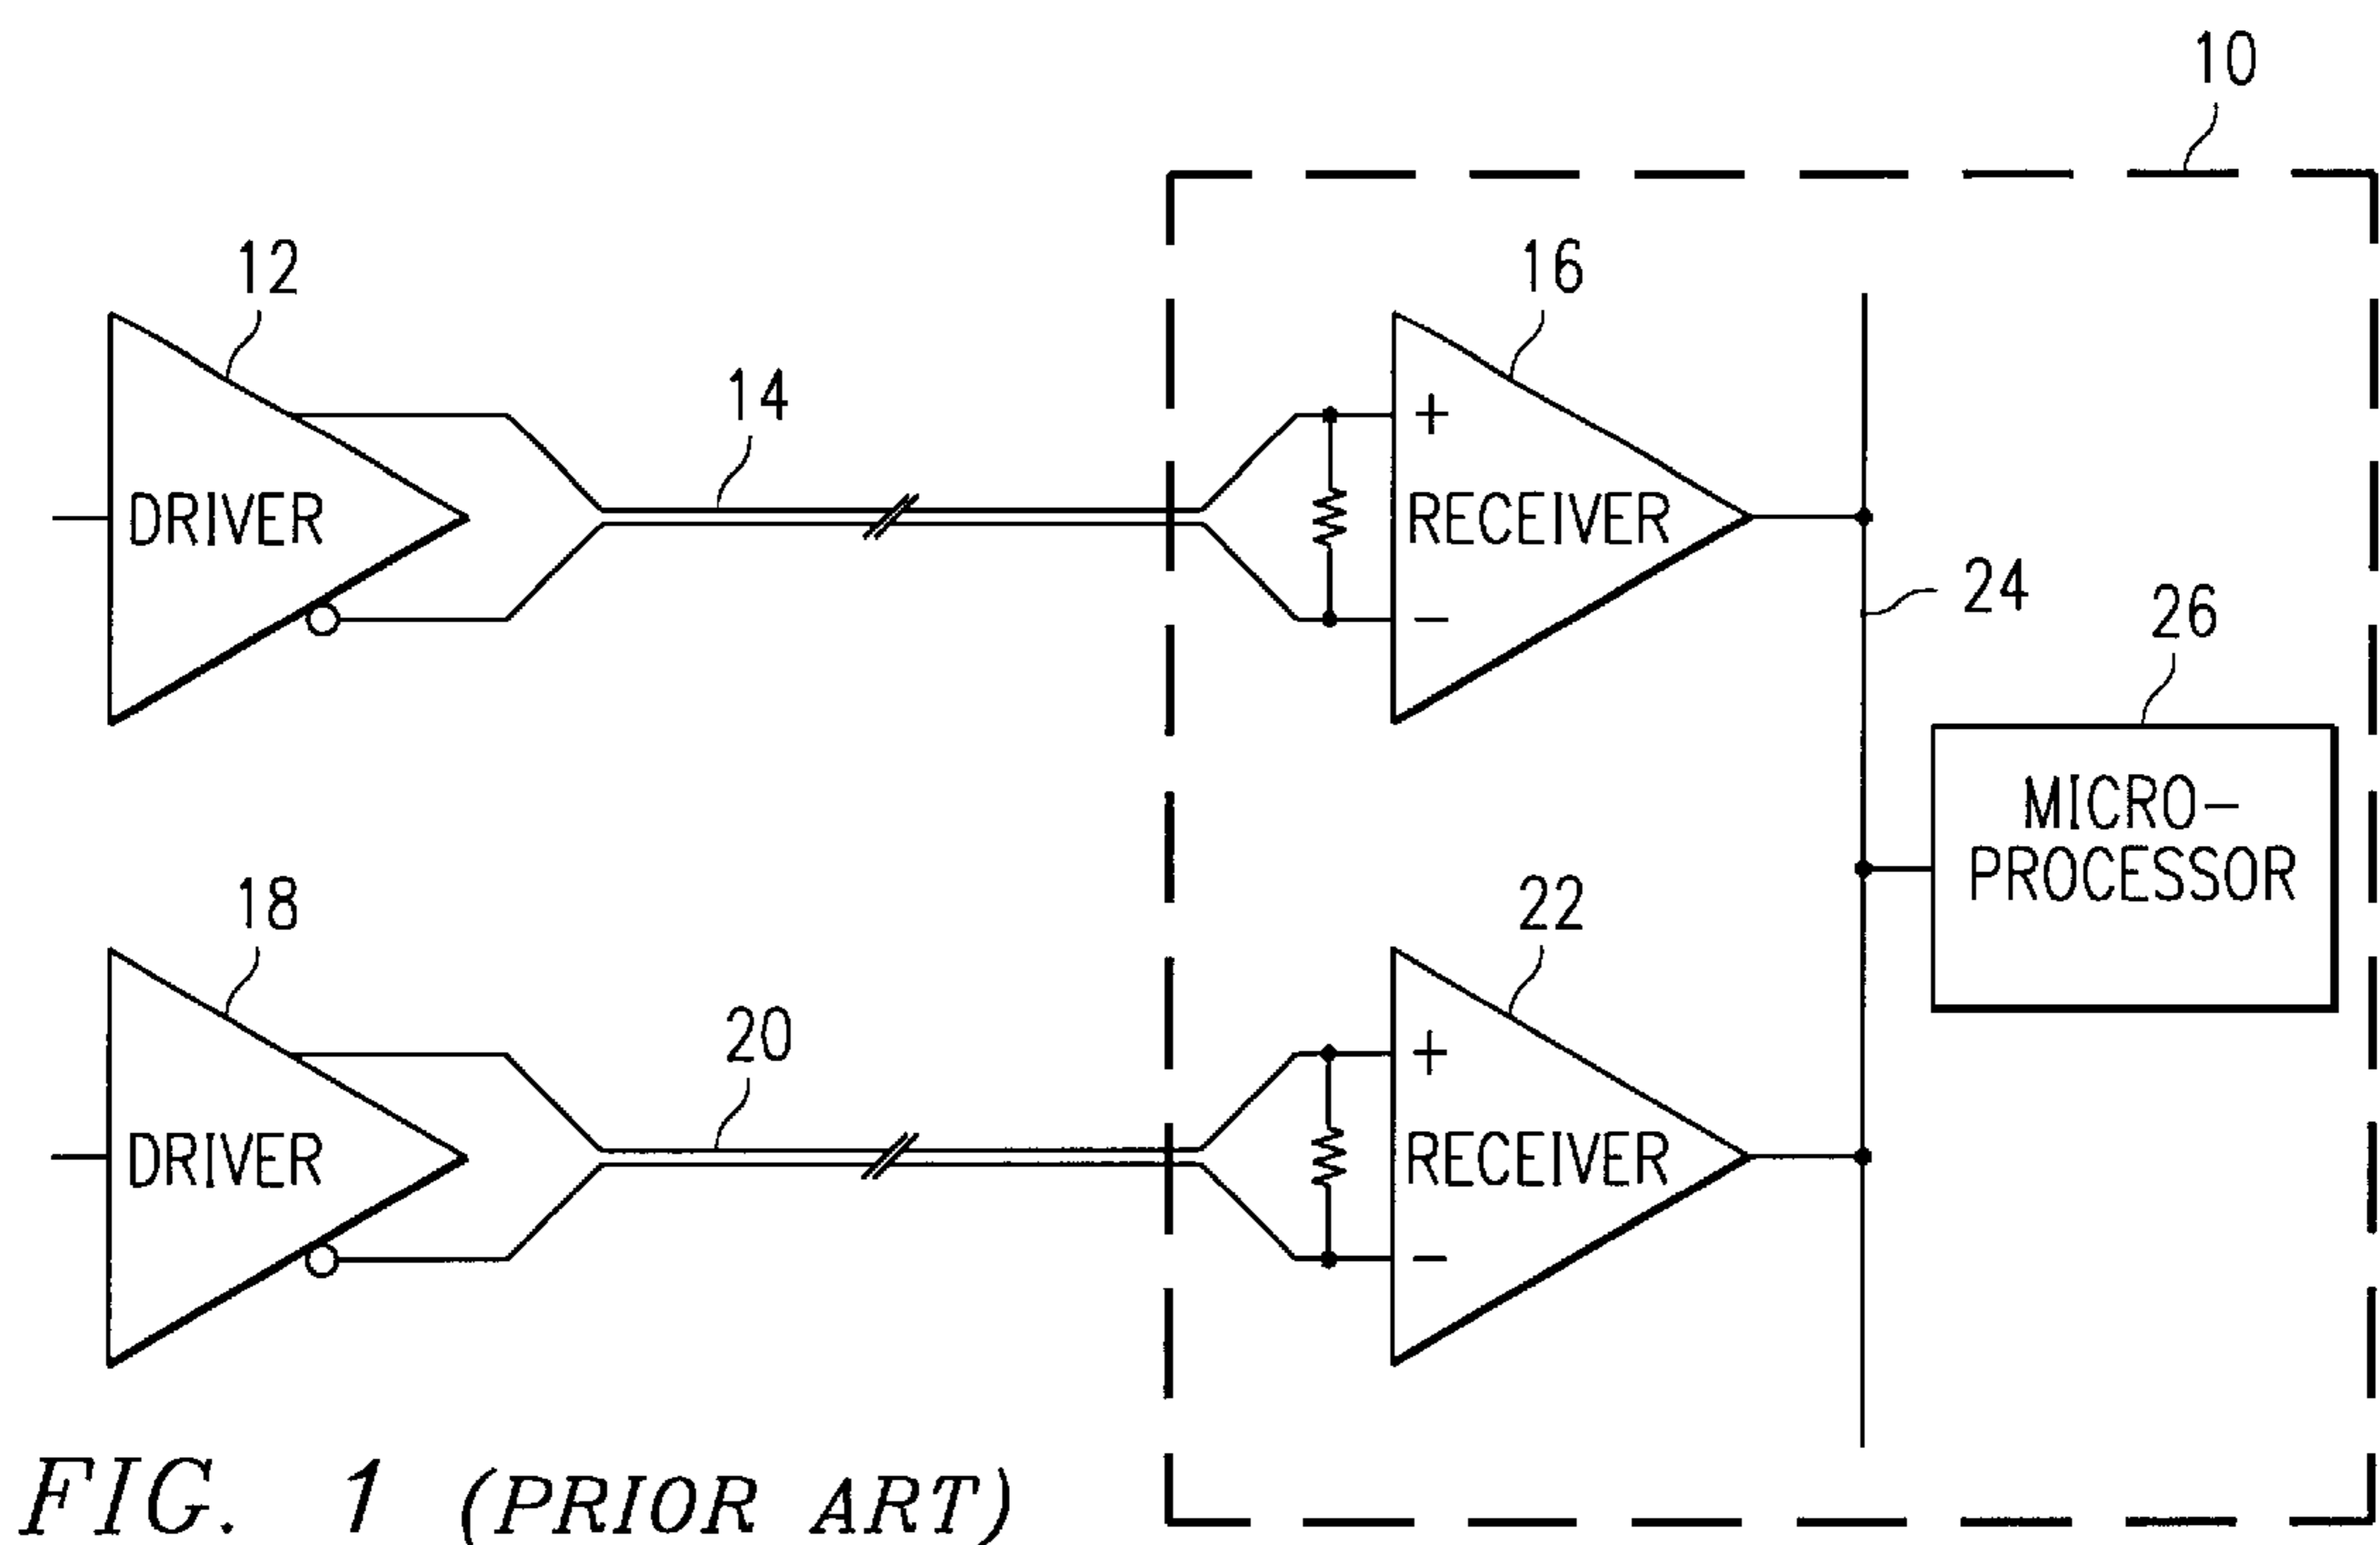 10
12
16
14
+
DRIVER
RECEIVER
24
−
26
MICRO-
PROCESSOR
18
22
20
+
DRIVER
RECEIVER
−
FIG. 1 (PRIOR ART)